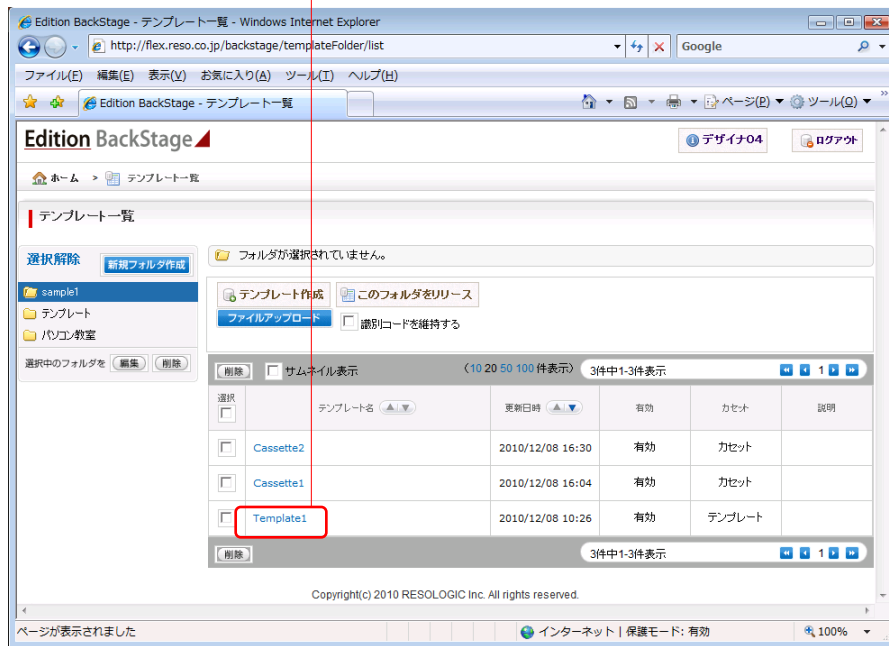 Edition BackStage - テンプレート一覧 - Windows Internet Explorer
http://flex.reso.co.jp/backstage/templateFolder/list
Google
ファイル(F) 編集(E) 表示(V) お気に入り(A) ツール(T) ヘルプ(H)
Edition BackStage - テンプレート一覧
ページ(P) ツール(O)
Edition BackStage
デザイナ04
ログアウト
ホーム > テンプレート一覧
テンプレート一覧
選択解除
新規フォルダ作成
フォルダが選択されていません。
sample1
テンプレート
パソコン教室
選択中のフォルダを 編集 削除
テンプレート作成
このフォルダをリリース
ファイルアップロード
識別コードを維持する
削除 サムネイル表示 (10 20 50 100 件表示) 3件中1-3件表示 1
選択 テンプレート名 更新日時 有効 カセット 説明
Cassette2 2010/12/08 16:30 有効 カセット
Cassette1 2010/12/08 16:04 有効 カセット
Template1 2010/12/08 10:26 有効 テンプレート
削除 3件中1-3件表示 1
Copyright(c) 2010 RESOLOGIC Inc. All rights reserved.
ページが表示されました インターネット | 保護モード: 有効 100%